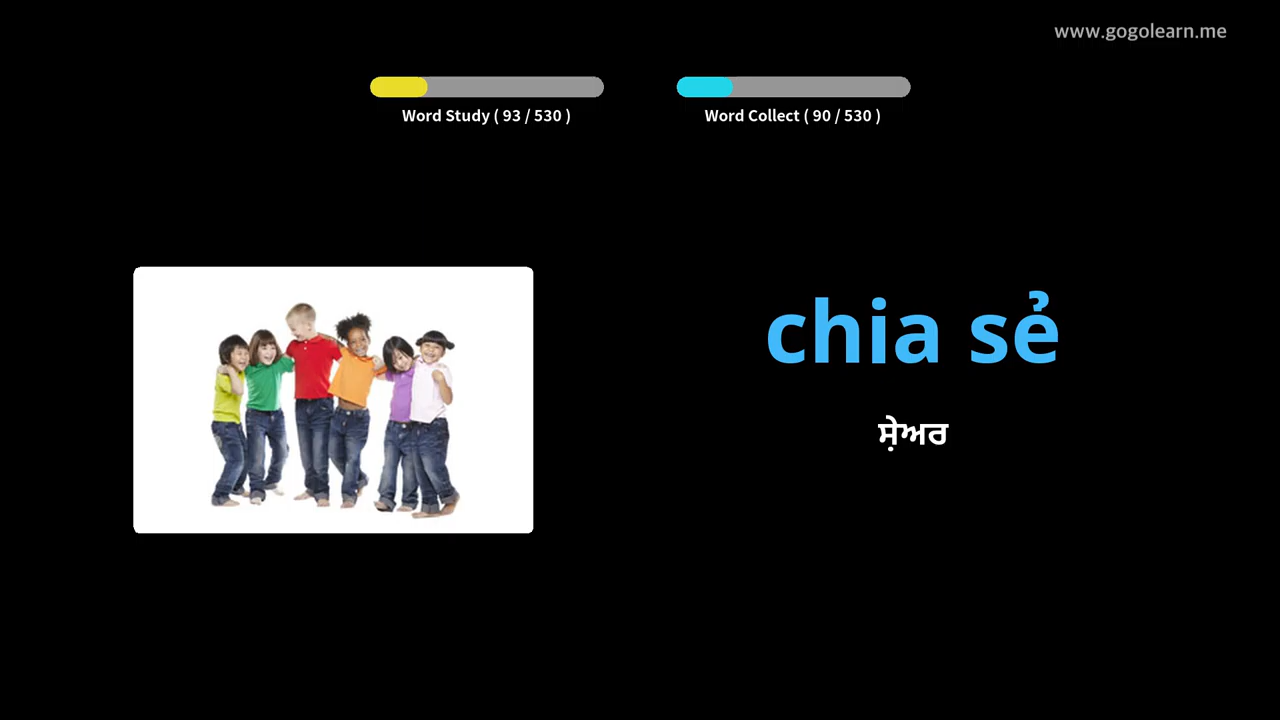 www.gogolearn.me
Word Study ( 93 / 530 )
Word Collect ( 90 / 530 )
chia sẻ
ਸ਼ੇਅਰ